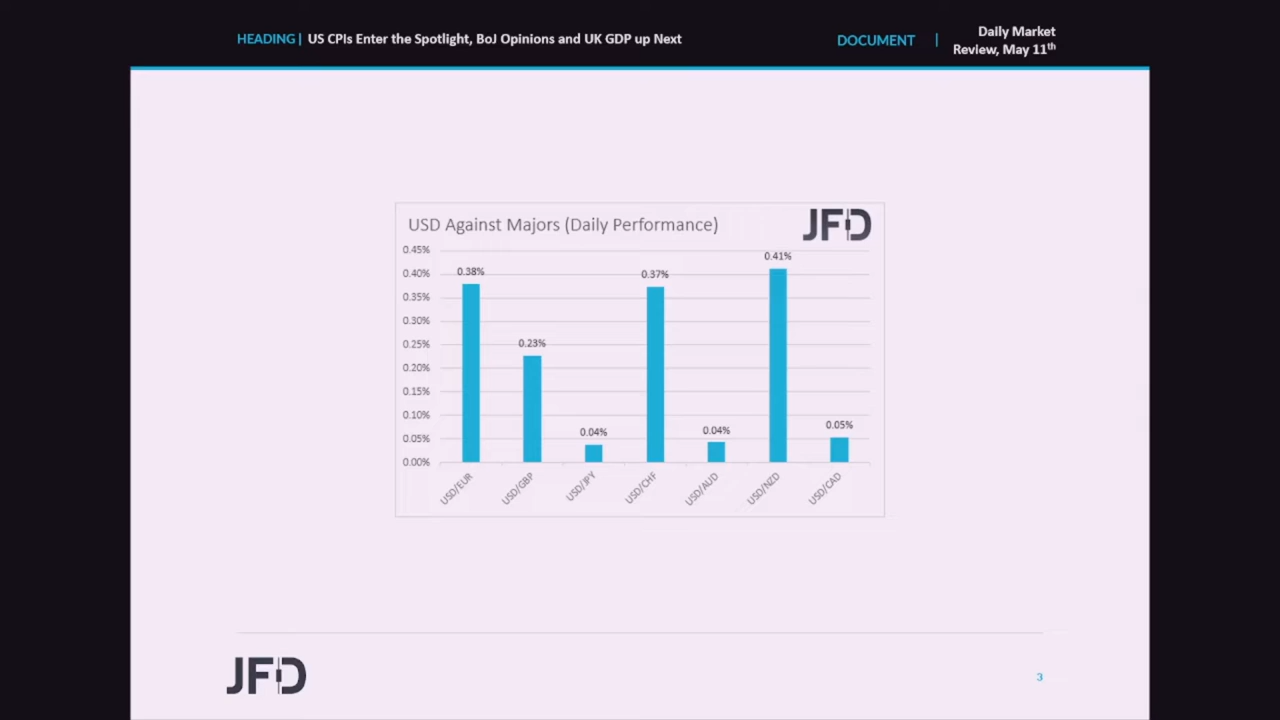 HEADING | US CPIs Enter the Spotlight, BoJ Opinions and UK GDP up Next
DOCUMENT |
Daily Market
Review, May 11th
USD Against Majors (Daily Performance)
JFD
0.45%
0.40%
0.35%
0.30%
0.25%
0.20%
0.15%
0.10%
0.05%
0.00%
0.38%
0.23%
0.04%
0.37%
0.04%
0.41%
0.05%
USD/EUR
USD/GBP
USD/JPY
USD/CHF
USD/AUD
USD/NZD
USD/CAD
JFD
3